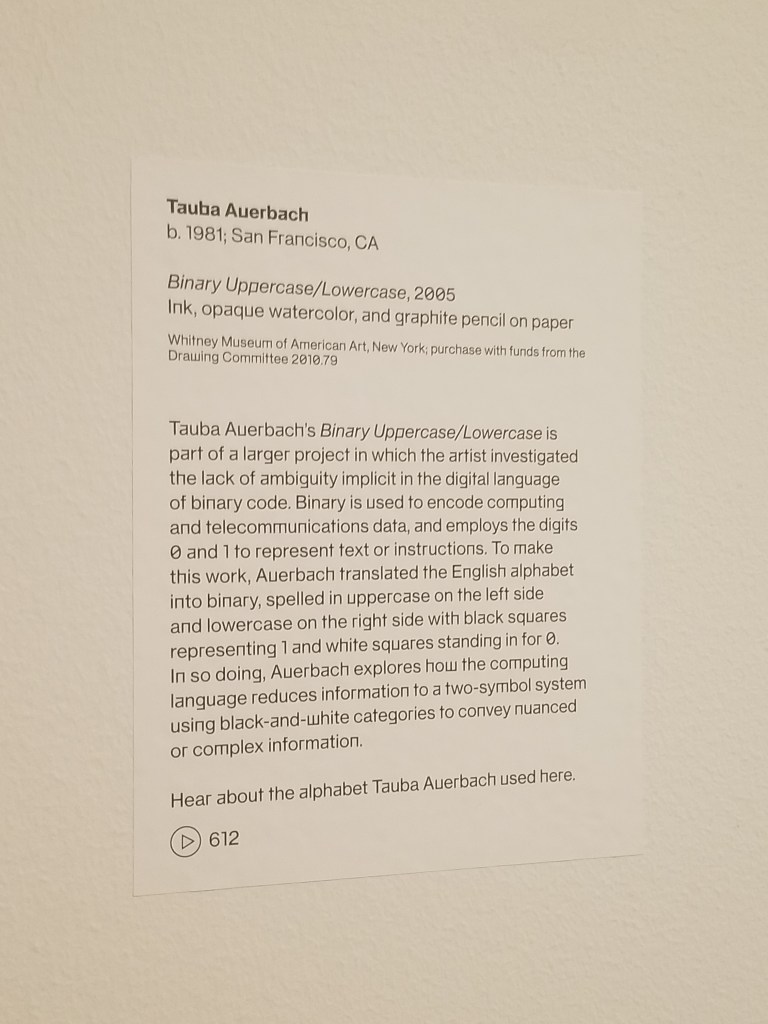 Tauba Auerbach
b. 1981; San Francisco, CA
Binary Uppercase/Lowercase, 2005
Ink, opaque watercolor, and graphite pencil on paper
Whitney Museum of American Art, New York; purchase with funds from the
Drawing Committee 2010.79
Tauba Auerbach's Binary Uppercase/Lowercase is
part of a larger project in which the artist investigated
the lack of ambiguity implicit in the digital language
of binary code. Binary is used to encode computing
and telecommunications data, and employs the digits
0 and 1 to represent text or instructions. To make
this work, Auerbach translated the English alphabet
into binary, spelled in uppercase on the left side
and lowercase on the right side with black squares
representing 1 and white squares standing in for 0.
In so doing, Auerbach explores how the computing
language reduces information to a two-symbol system
using black-and-white categories to convey nuanced
or complex information.
Hear about the alphabet Tauba Auerbach used here.
612